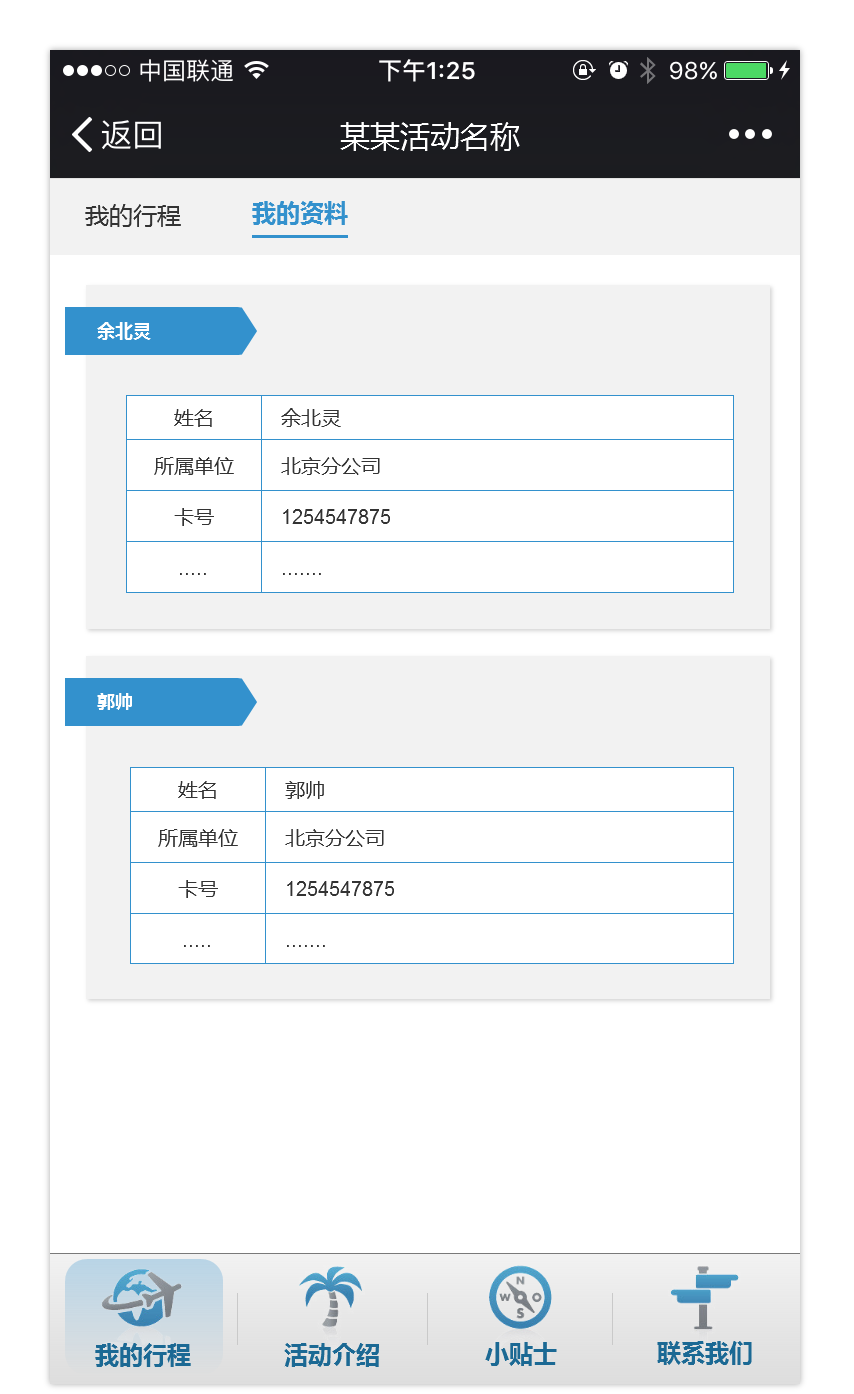 中国联通 下午1:25 98%
返回 某某活动名称
我的行程 我的资料
余北灵
姓名 余北灵
所属单位 北京分公司
卡号 1254547875
..... .......
郭帅
姓名 郭帅
所属单位 北京分公司
卡号 1254547875
..... .......
N
W O
S
我的行程 活动介绍 小贴士 联系我们